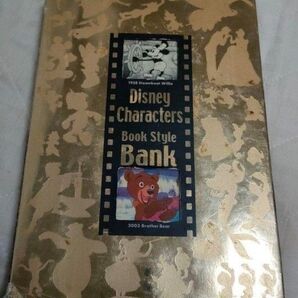 1928 Steamboat Willie
Disney
Characters
Book Style
Bank
2003 Brother Bear